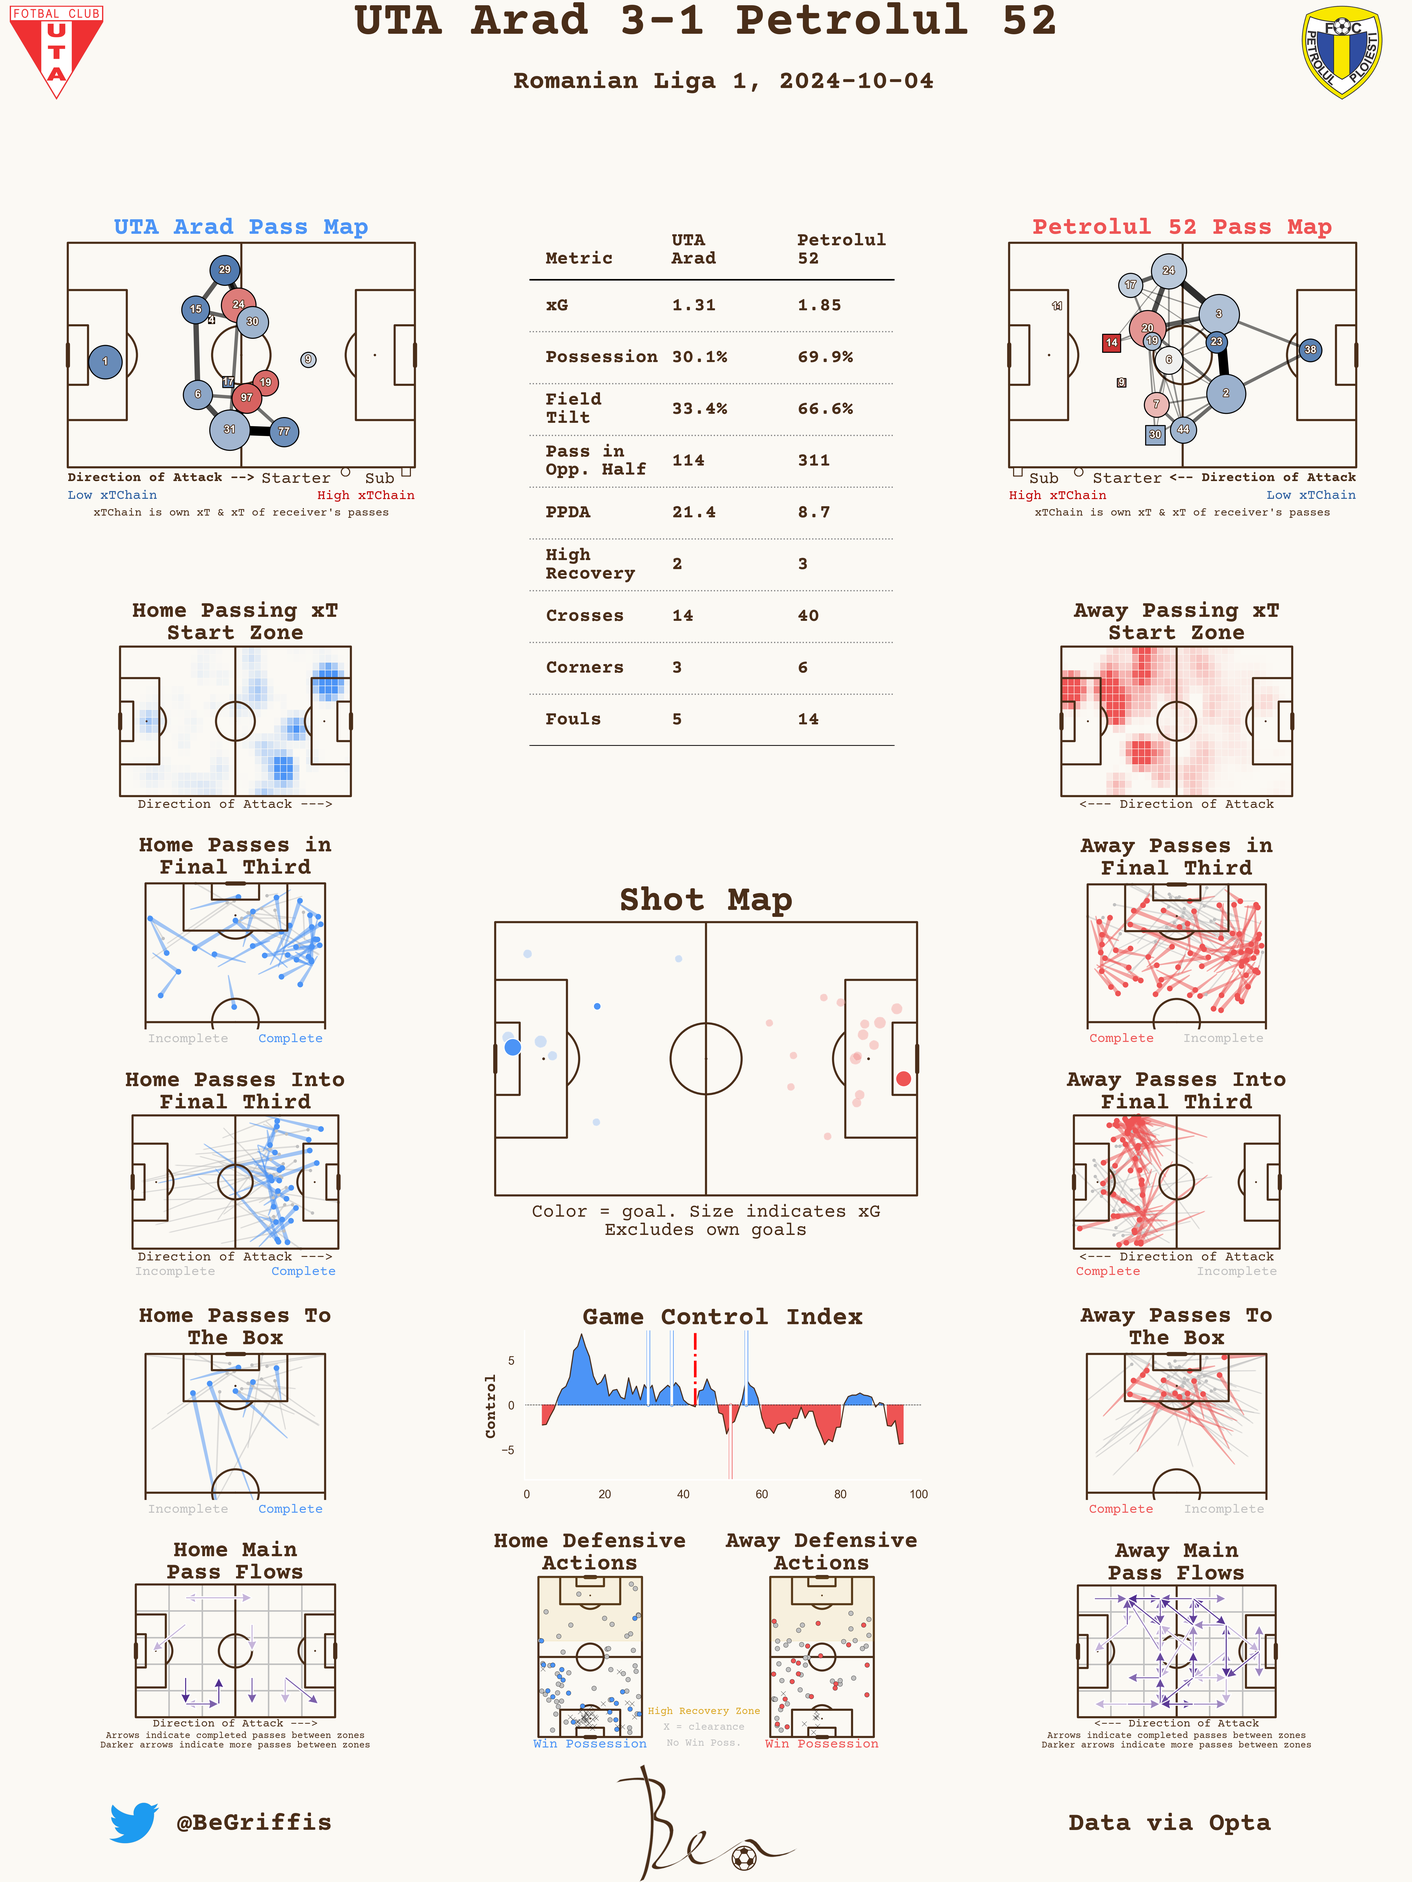 FOTBAL CLUB
UTA
UTA Arad 3-1 Petrolul 52
Romanian Liga 1, 2024-10-04
FC
PETROLUL
PLOIESTI
UTA Arad Pass Map
29
24
15
4
30
1
9
17
19
6
97
31
77
Direction of Attack --> Starter Sub
Low xTChain High xTChain
xTChain is own xT & xT of receiver's passes
Metric UTA Arad Petrolul 52
xG 1.31 1.85
Possession 30.1% 69.9%
Field Tilt 33.4% 66.6%
Pass in Opp. Half 114 311
PPDA 21.4 8.7
High Recovery 2 3
Crosses 14 40
Corners 3 6
Fouls 5 14
Petrolul 52 Pass Map
24
17
11
3
20
14
19
23
6
38
9
2
7
30
44
Sub Starter <-- Direction of Attack
High xTChain Low xTChain
xTChain is own xT & xT of receiver's passes
Home Passing xT
Start Zone
Direction of Attack --->
Away Passing xT
Start Zone
<--- Direction of Attack
Home Passes in
Final Third
Incomplete Complete
Away Passes in
Final Third
Complete Incomplete
Shot Map
Color = goal. Size indicates xG
Excludes own goals
Home Passes Into
Final Third
Direction of Attack --->
Incomplete Complete
Away Passes Into
Final Third
<--- Direction of Attack
Complete Incomplete
Home Passes To
The Box
Incomplete Complete
Game Control Index
Control
5
0
−5
0 20 40 60 80 100
Away Passes To
The Box
Complete Incomplete
Home Main
Pass Flows
Direction of Attack --->
Arrows indicate completed passes between zones
Darker arrows indicate more passes between zones
Home Defensive
Actions
Win Possession
Away Defensive
Actions
Win Possession
High Recovery Zone
X = clearance
No Win Poss.
Away Main
Pass Flows
<--- Direction of Attack
Arrows indicate completed passes between zones
Darker arrows indicate more passes between zones
@BeGriffis
Ben
Data via Opta